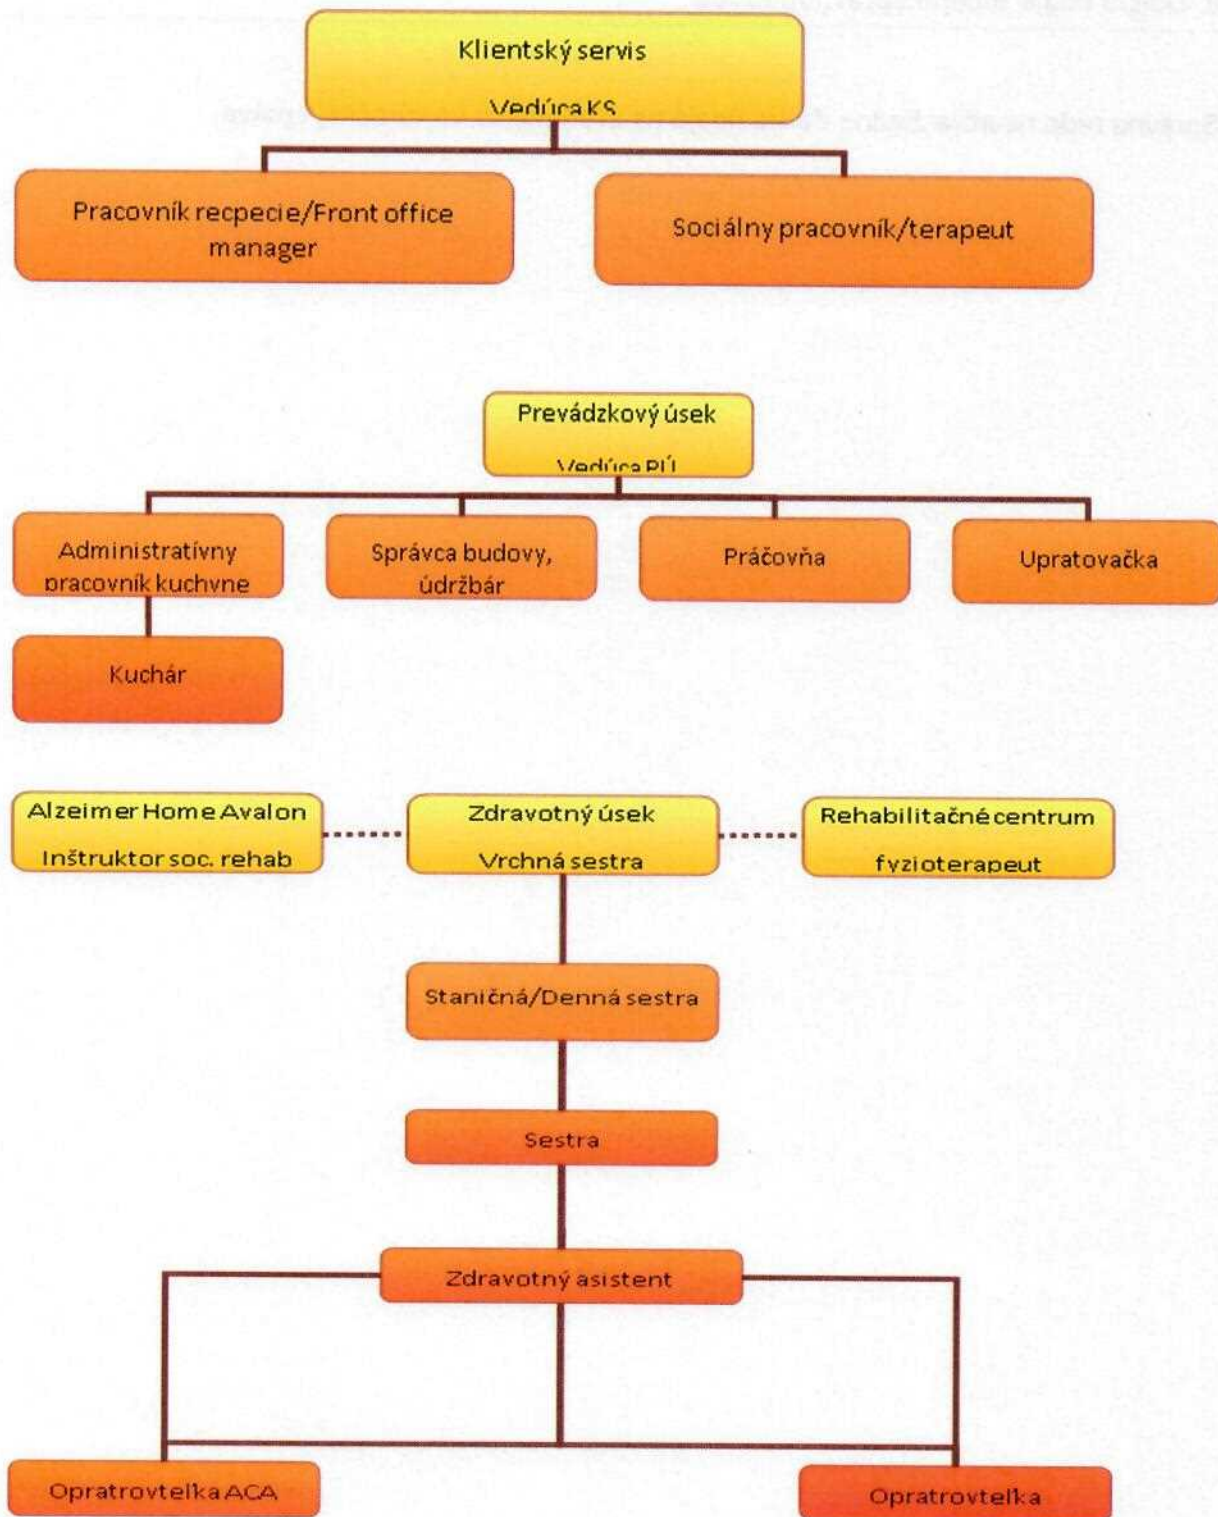 Klientský servis
Vedúca KS
Pracovník recpecie/Front office
manager
Sociálny pracovník/terapeut
Prevádzkový úsek
Vedúca PÚ
Administratívny
pracovník kuchyne
Správca budovy,
údržbár
Práčovňa
Upratovačka
Kuchár
Alzeimer Home Avalon
Inštruktor soc. rehab
Zdravotný úsek
Vrchná sestra
Rehabilitačné centrum
fyzioterapeut
Staničná/Denná sestra
Sestra
Zdravotný asistent
Opratrovteľka ACA
Opratrovteľka